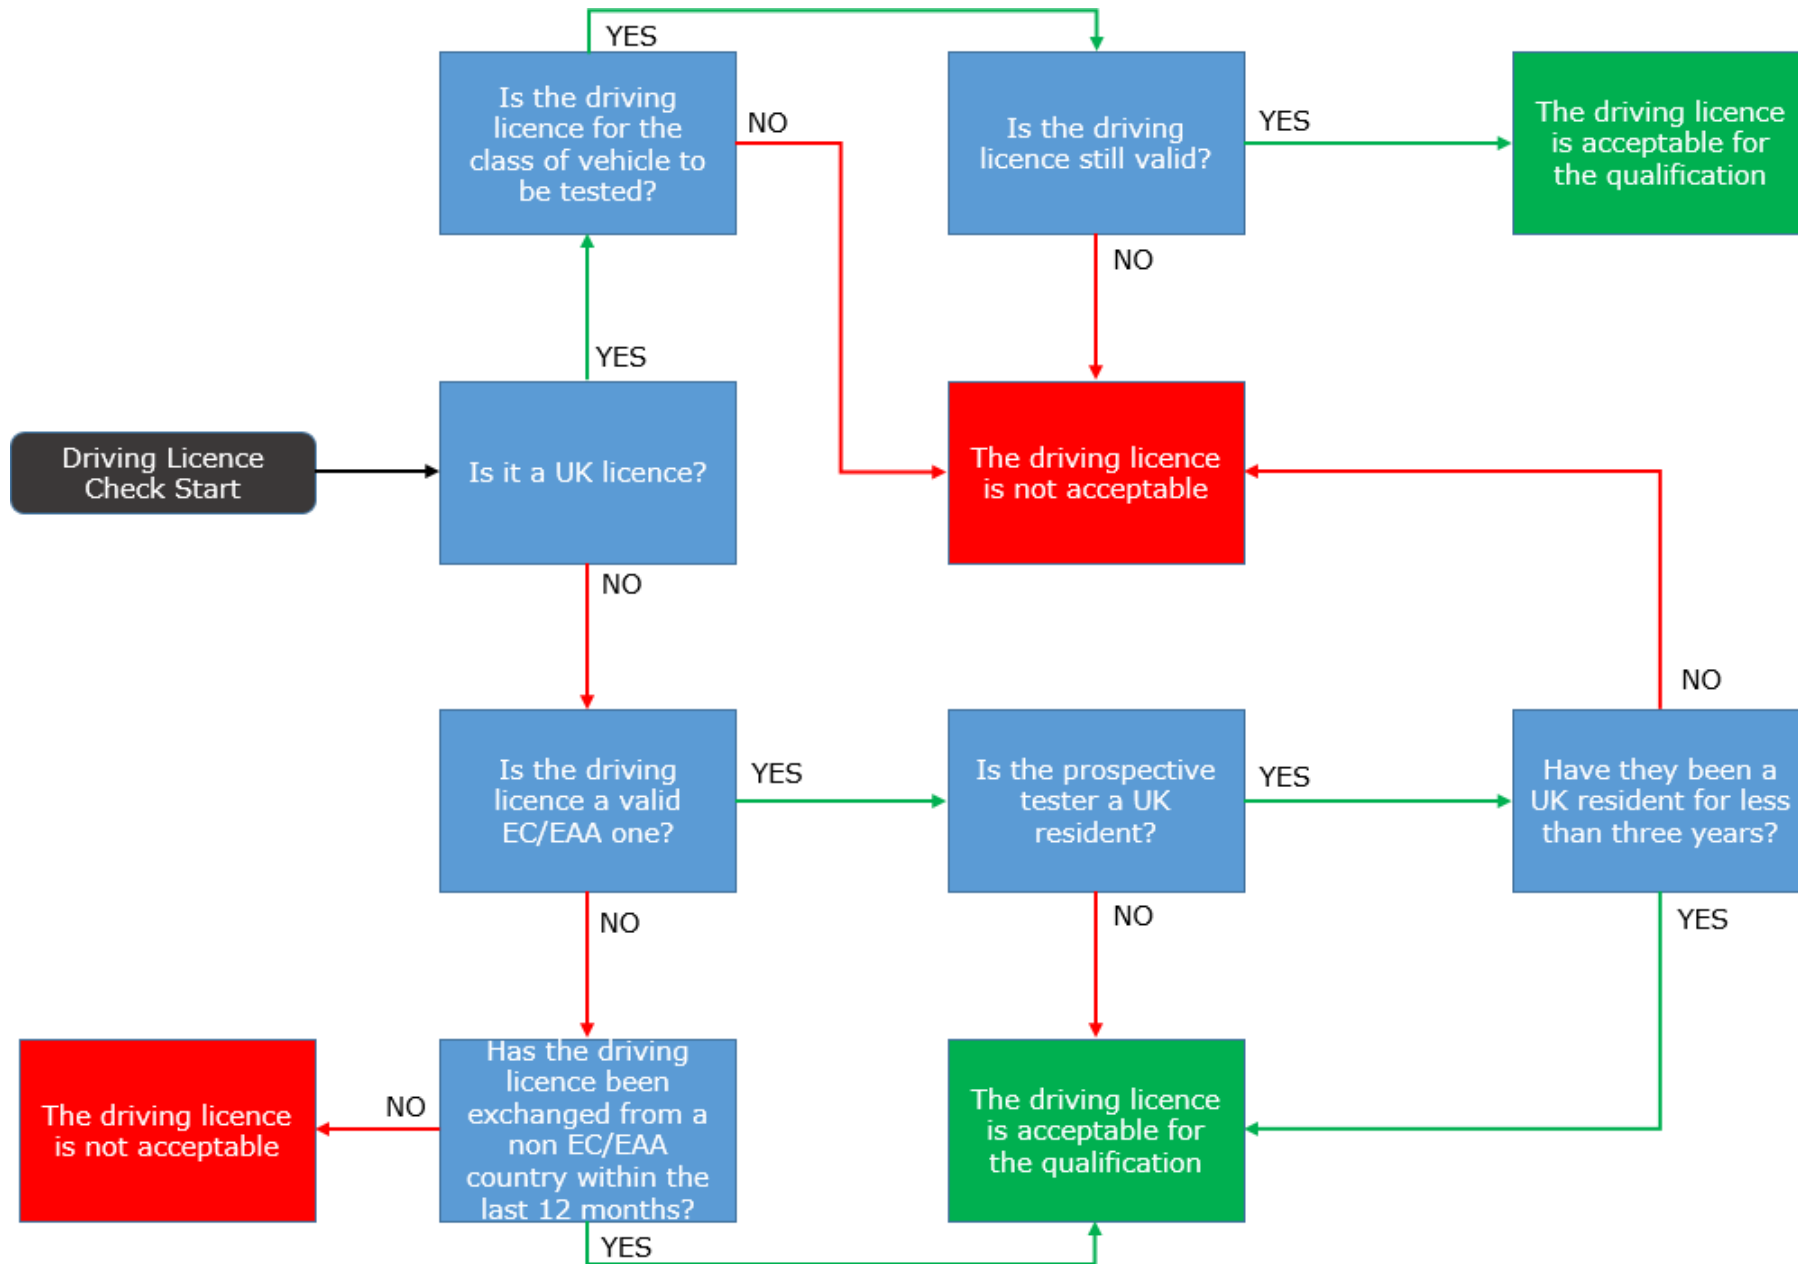 YES
Is the driving
licence for the
class of vehicle to
be tested?
NO
Is the driving
licence still valid?
YES
The driving licence
is acceptable for
the qualification
NO
YES
Driving Licence
Check Start
Is it a UK licence?
The driving licence
is not acceptable
NO
NO
Is the driving
licence a valid
EC/EAA one?
YES
Is the prospective
tester a UK
resident?
YES
Have they been a
UK resident for less
than three years?
NO
NO
YES
The driving licence
is not acceptable
NO
Has the driving
licence been
exchanged from a
non EC/EAA
country within the
last 12 months?
The driving licence
is acceptable for
the qualification
YES